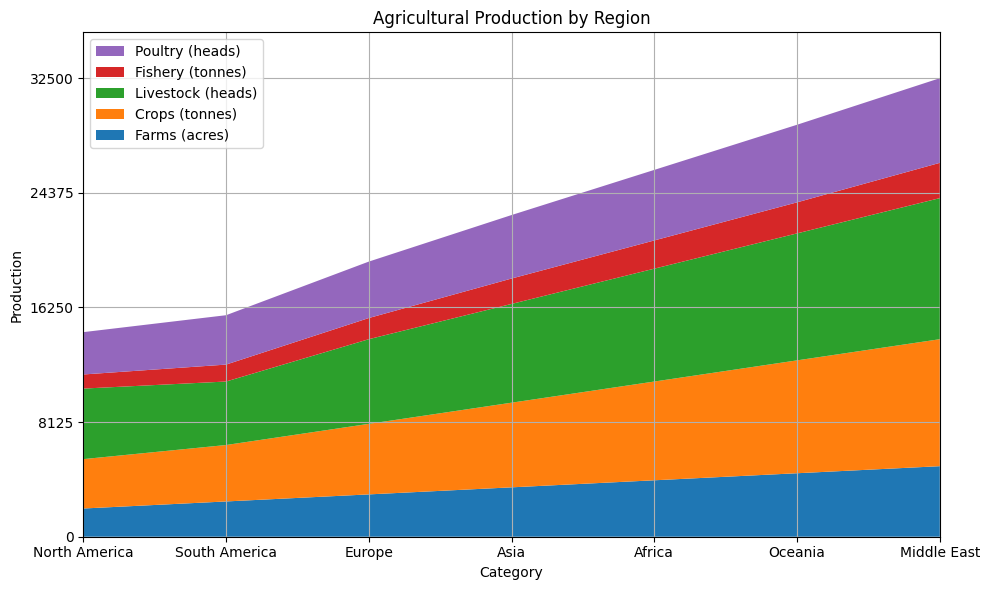 Agricultural Production by Region
Poultry (heads)
Fishery (tonnes)
Livestock (heads)
Crops (tonnes)
Farms (acres)
32500
24375
16250
8125
0
Production
North America South America Europe Asia Africa Oceania Middle East
Category